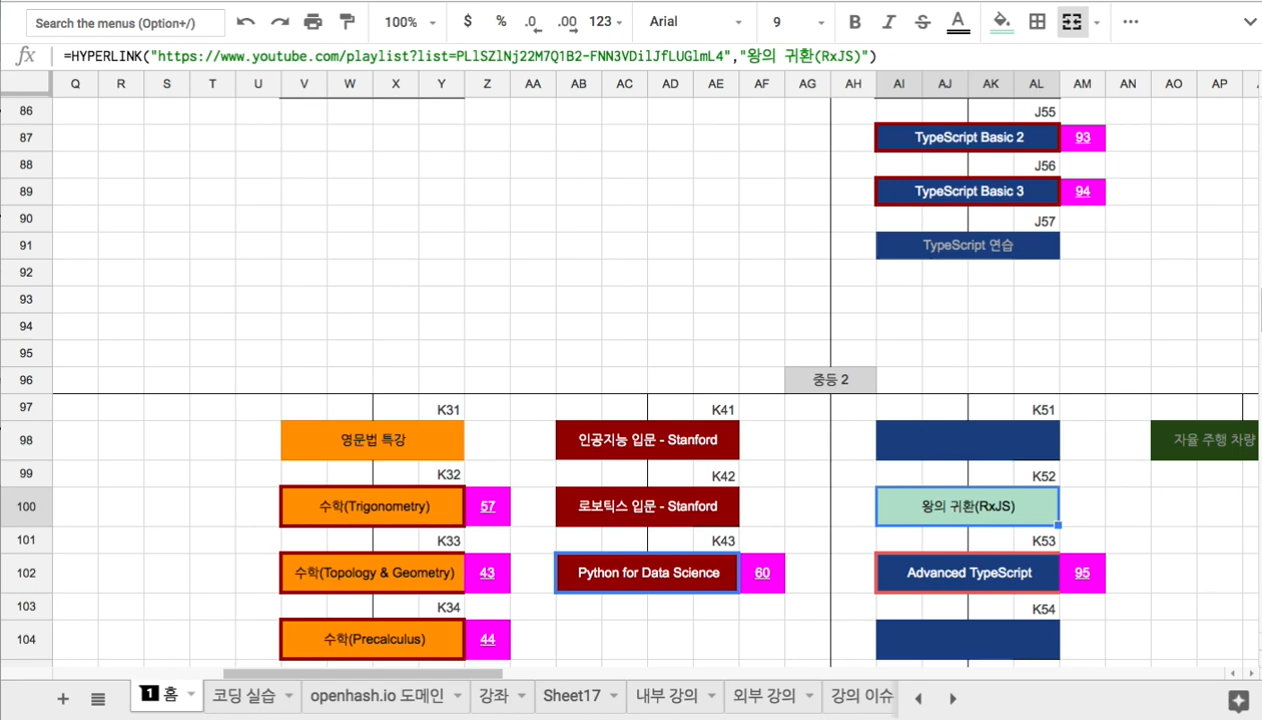 Search the menus (Option+/) 100% $ % .0 .00 123 Arial 9 B I S A
fx =HYPERLINK("https://www.youtube.com/playlist?list=PLlSZlNj22M7Q1B2-FNN3VDilJfLUGlmL4","왕의 귀환(RxJS)")
Q R S T U V W X Y Z AA AB AC AD AE AF AG AH AI AJ AK AL AM AN AO AP
86 J55
87 TypeScript Basic 2 93
88 J56
89 TypeScript Basic 3 94
90 J57
91 TypeScript 연습
92
93
94
95
96 중등 2
97 K31 K41 K51
98 영문법 특강 인공지능 입문 - Stanford 자율 주행 차량
99 K32 K42 K52
100 수학(Trigonometry) 57 로보틱스 입문 - Stanford 왕의 귀환(RxJS)
101 K33 K43 K53
102 수학(Topology & Geometry) 43 Python for Data Science 60 Advanced TypeScript 95
103 K34 K54
104 수학(Precalculus) 44
+ 1 홈 코딩 실습 openhash.io 도메인 강좌 Sheet17 내부 강의 외부 강의 강의 이슈